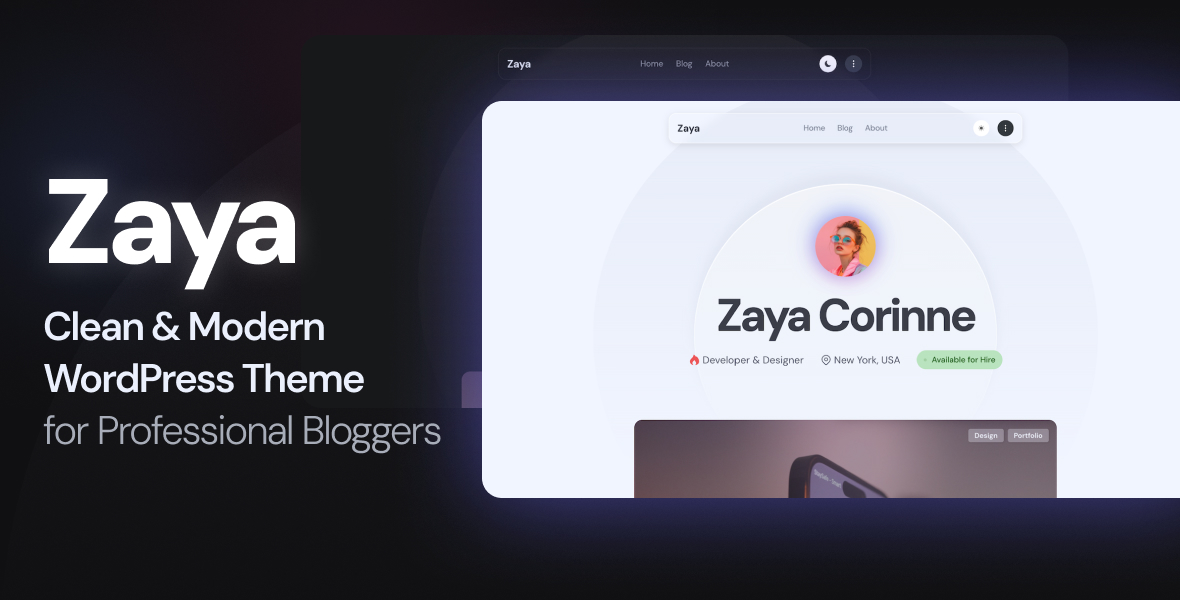 Zaya
Home Blog About
Zaya
Home Blog About
Zaya
Clean & Modern
WordPress Theme
for Professional Bloggers
Zaya Corinne
Developer & Designer
New York, USA
Available for Hire
Design
Portfolio